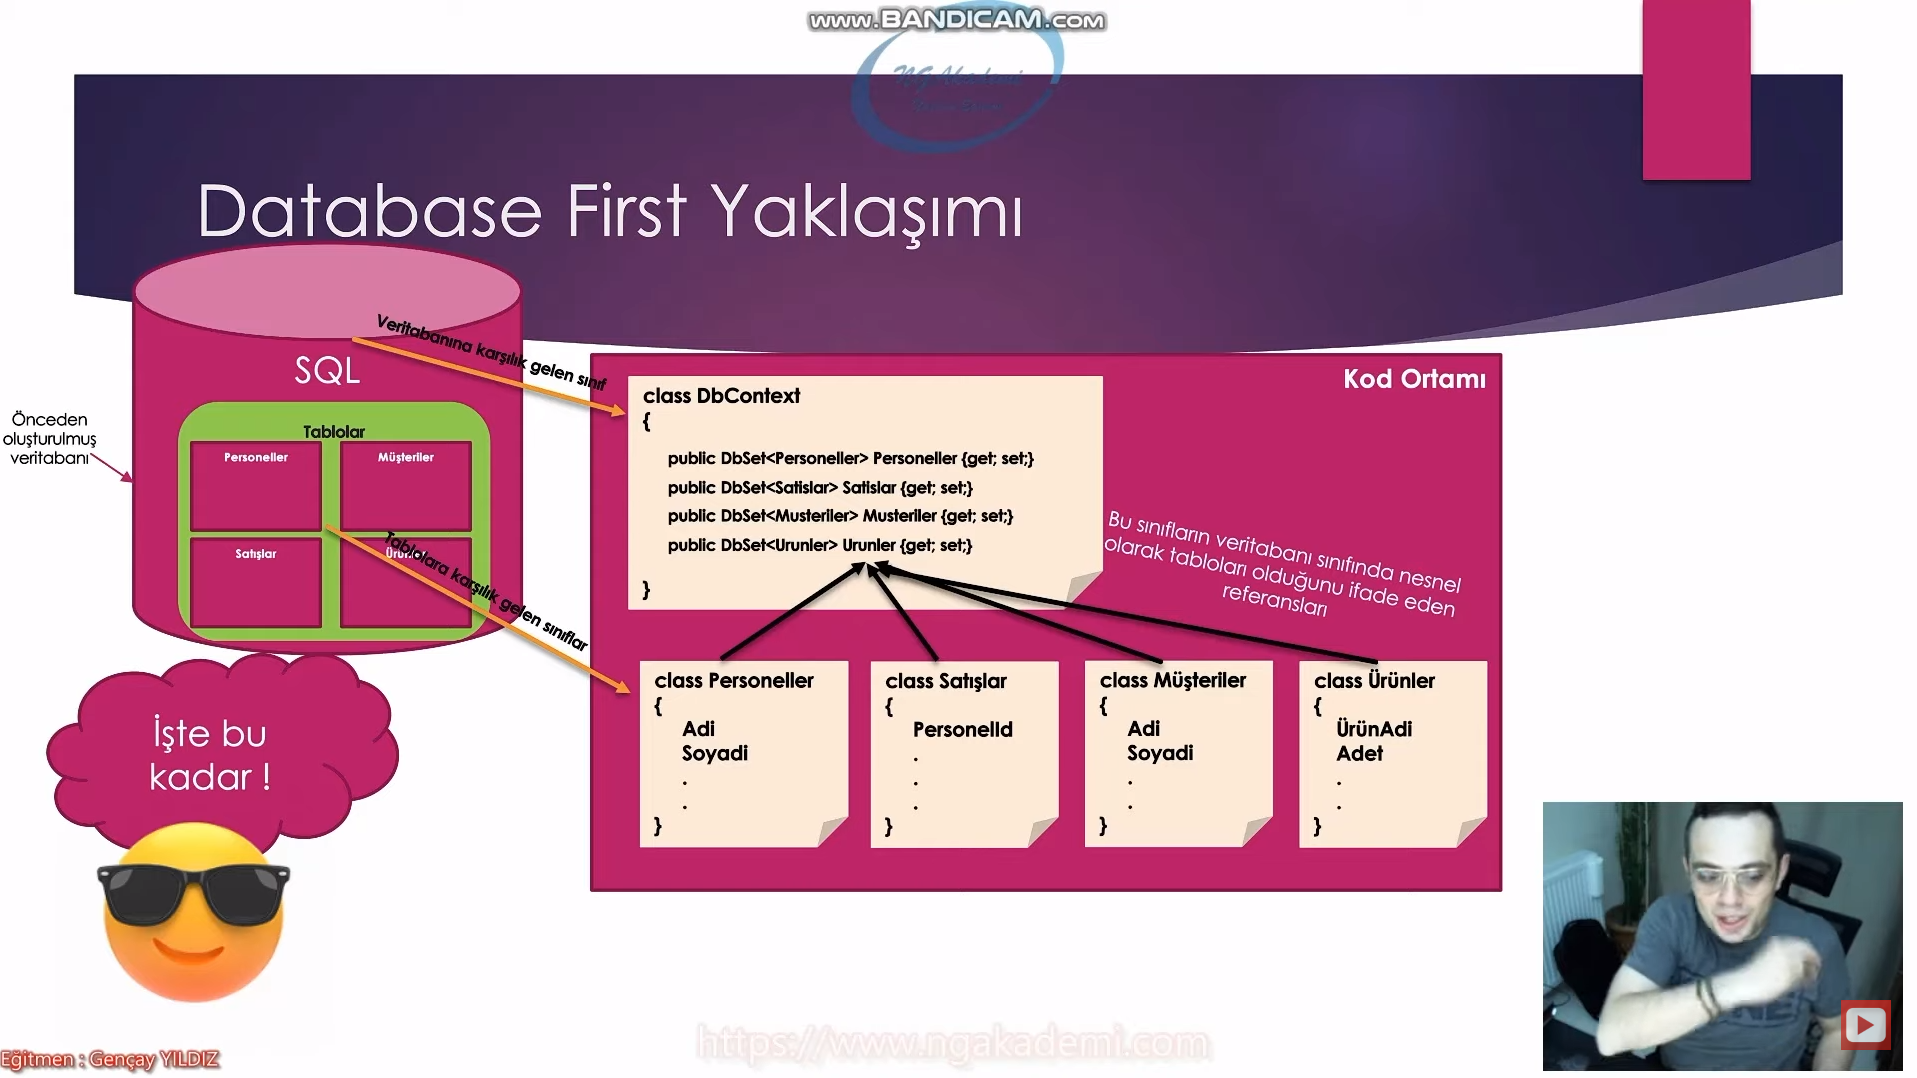 www.BANDICAM.com
NG Akademi
Database First Yaklaşımı
Veritabanına karşılık gelen sınıf
SQL
Önceden
oluşturulmuş
veritabanı
Tablolar
Personeller
Müşteriler
Satışlar
Ürünler
Tablolara karşılık gelen sınıflar
Kod Ortamı
class DbContext
{
public DbSet<Personeller> Personeller {get; set;}
public DbSet<Satislar> Satislar {get; set;}
public DbSet<Musteriler> Musteriler {get; set;}
public DbSet<Urunler> Urunler {get; set;}
}
Bu sınıfların veritabanı sınıfında nesnel
olarak tabloları olduğunu ifade eden
referansları
class Personeller
{
Adi
Soyadi
.
.
}
class Satışlar
{
PersonelId
.
.
.
}
class Müşteriler
{
Adi
Soyadi
.
.
}
class Ürünler
{
ÜrünAdi
Adet
.
.
}
İşte bu
kadar !
https://www.ngakademi.com
Eğitmen : Gençay YILDIZ